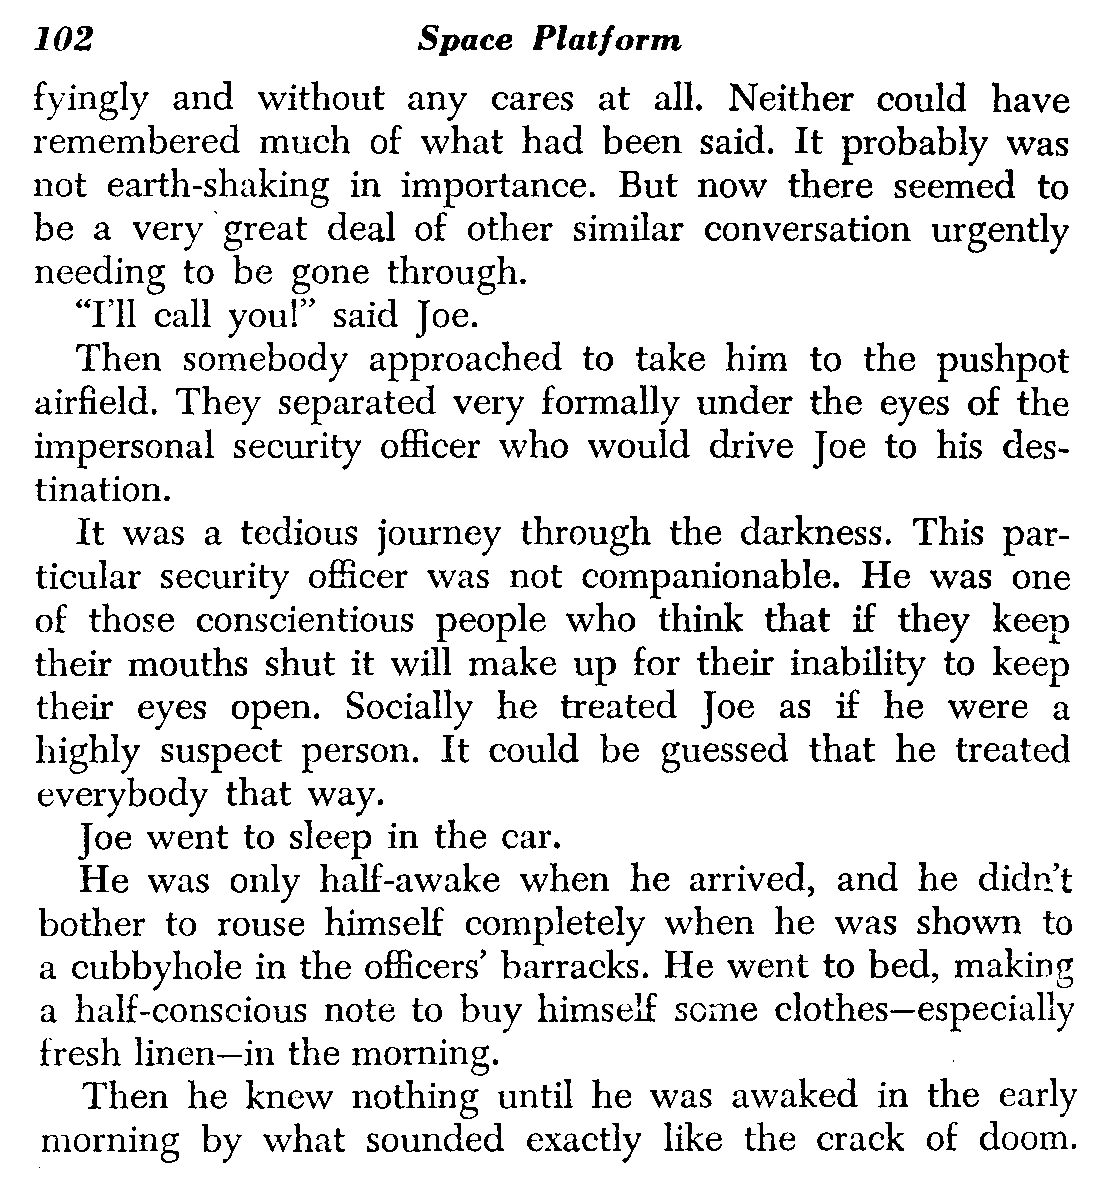 102 Space Platform
fyingly and without any cares at all. Neither could have
remembered much of what had been said. It probably was
not earth-shaking in importance. But now there seemed to
be a very great deal of other similar conversation urgently
needing to be gone through.
“I’ll call you!” said Joe.
Then somebody approached to take him to the pushpot
airfield. They separated very formally under the eyes of the
impersonal security officer who would drive Joe to his des-
tination.
It was a tedious journey through the darkness. This par-
ticular security officer was not companionable. He was one
of those conscientious people who think that if they keep
their mouths shut it will make up for their inability to keep
their eyes open. Socially he treated Joe as if he were a
highly suspect person. It could be guessed that he treated
everybody that way.
Joe went to sleep in the car.
He was only half-awake when he arrived, and he didn’t
bother to rouse himself completely when he was shown to
a cubbyhole in the officers’ barracks. He went to bed, making
a half-conscious note to buy himself some clothes—especially
fresh linen—in the morning.
Then he knew nothing until he was awaked in the early
morning by what sounded exactly like the crack of doom.